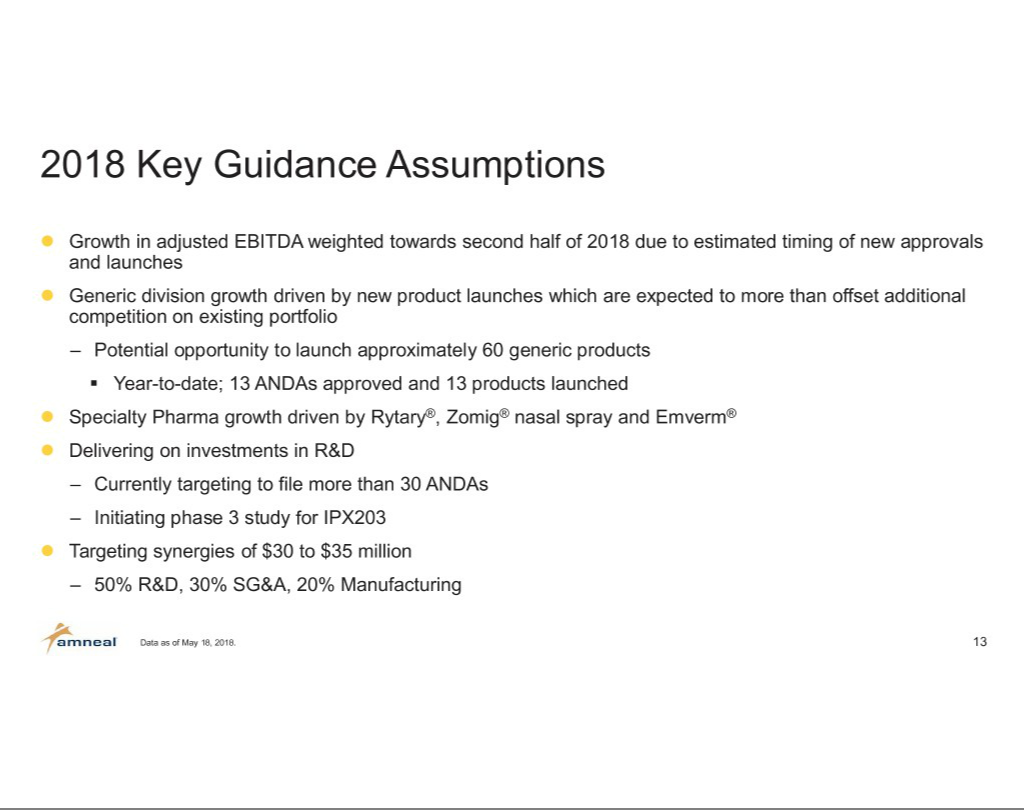 2018 Key Guidance Assumptions
● Growth in adjusted EBITDA weighted towards second half of 2018 due to estimated timing of new approvals
and launches
● Generic division growth driven by new product launches which are expected to more than offset additional
competition on existing portfolio
– Potential opportunity to launch approximately 60 generic products
▪ Year-to-date; 13 ANDAs approved and 13 products launched
● Specialty Pharma growth driven by Rytary®, Zomig® nasal spray and Emverm®
● Delivering on investments in R&D
– Currently targeting to file more than 30 ANDAs
– Initiating phase 3 study for IPX203
● Targeting synergies of $30 to $35 million
– 50% R&D, 30% SG&A, 20% Manufacturing
amneal Data as of May 18, 2018. 13